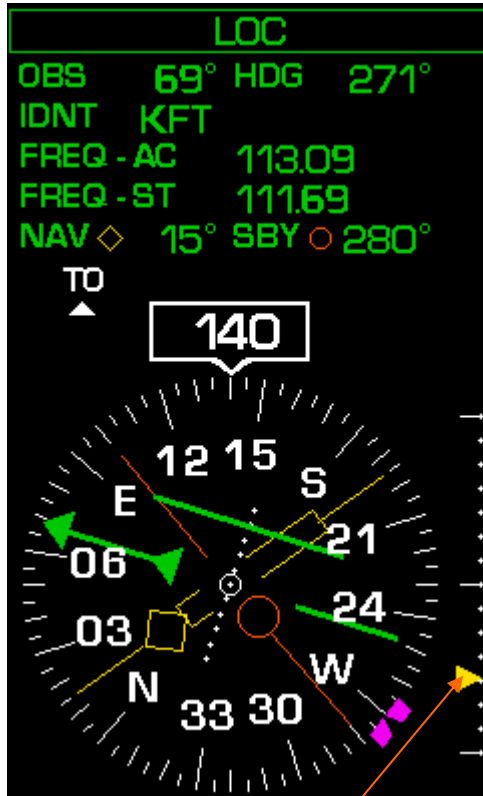 LOC
OBS 69° HDG 271°
IDNT KFT
FREQ - AC 113.09
FREQ - ST 111.69
NAV 15° SBY 280°
TO
140
12 15
E S
06 21
03 24
N W
33 30